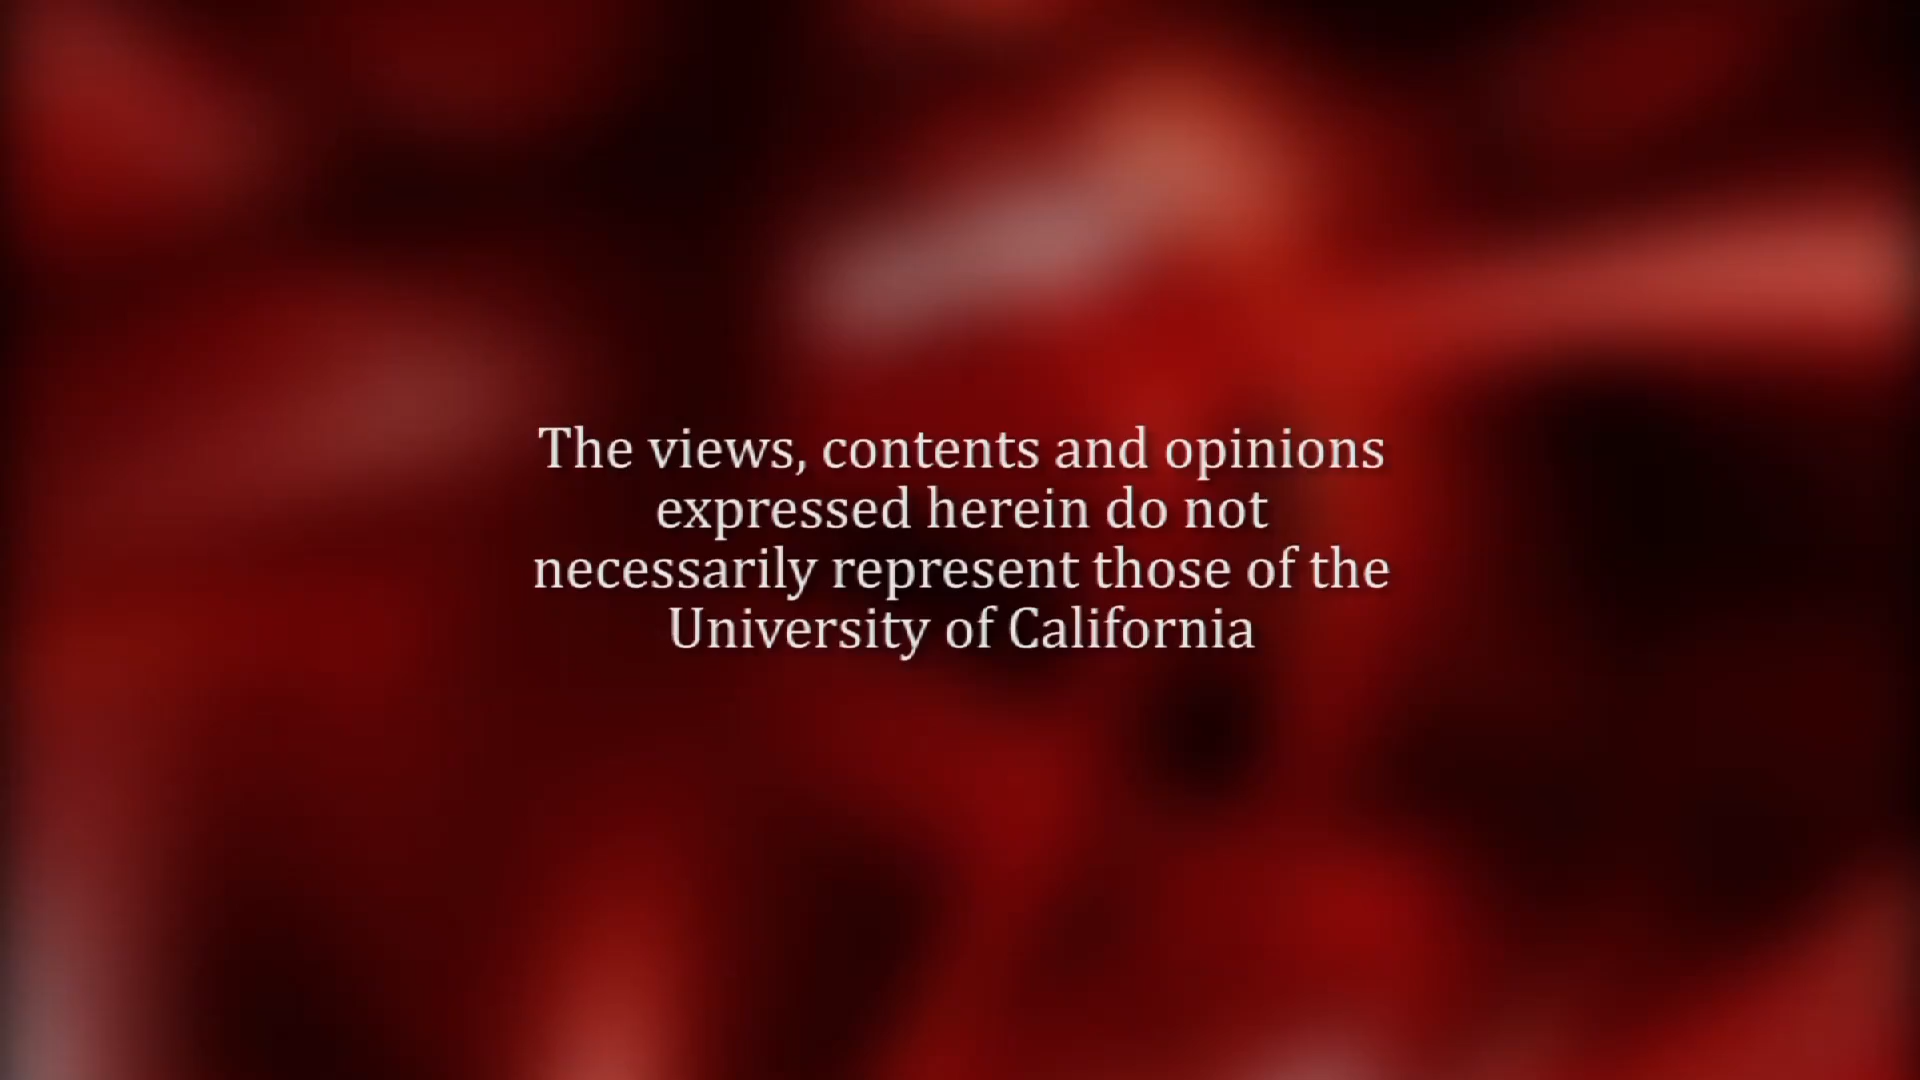 The views, contents and opinions
expressed herein do not
necessarily represent those of the
University of California